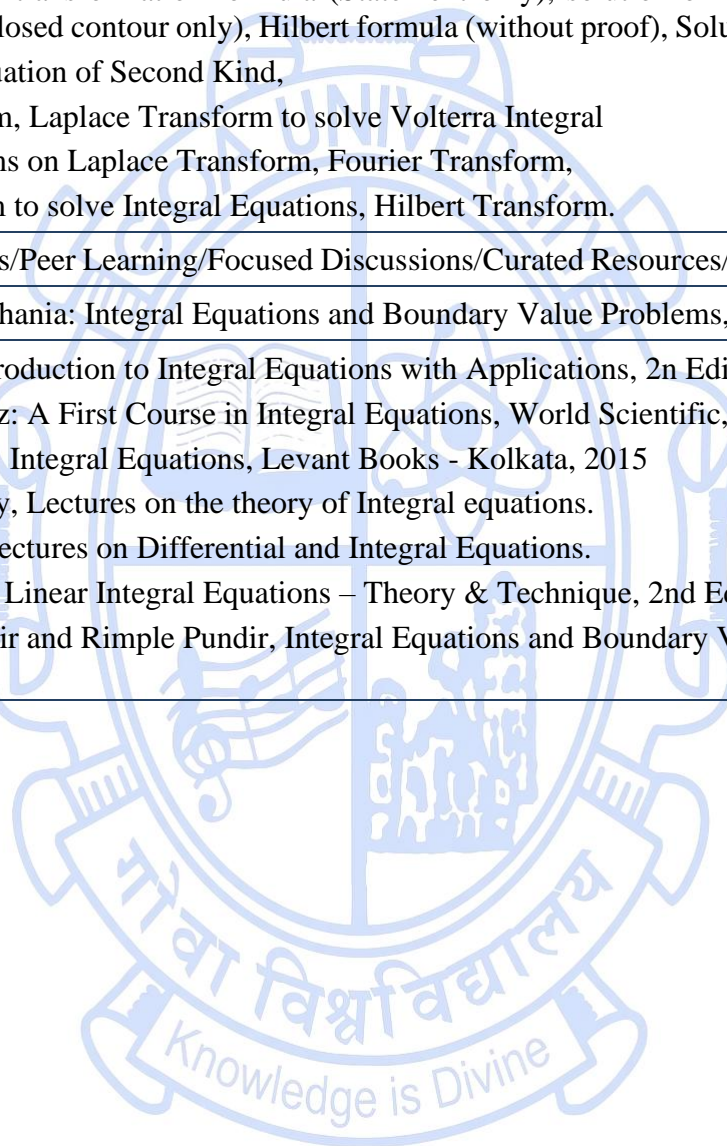 losed contour only), Hilbert formula (without proof), Solu
uation of Second Kind,
m, Laplace Transform to solve Volterra Integral
ns on Laplace Transform, Fourier Transform,
n to solve Integral Equations, Hilbert Transform.
s/Peer Learning/Focused Discussions/Curated Resources/
hania: Integral Equations and Boundary Value Problems,
roduction to Integral Equations with Applications, 2n Edi
z: A First Course in Integral Equations, World Scientific,
Integral Equations, Levant Books - Kolkata, 2015
y, Lectures on the theory of Integral equations.
ectures on Differential and Integral Equations.
Linear Integral Equations – Theory & Technique, 2nd Ed
ir and Rimple Pundir, Integral Equations and Boundary V
GOA UNIVERSITY
गोंवा विश्वविद्यालय
Knowledge is Divine